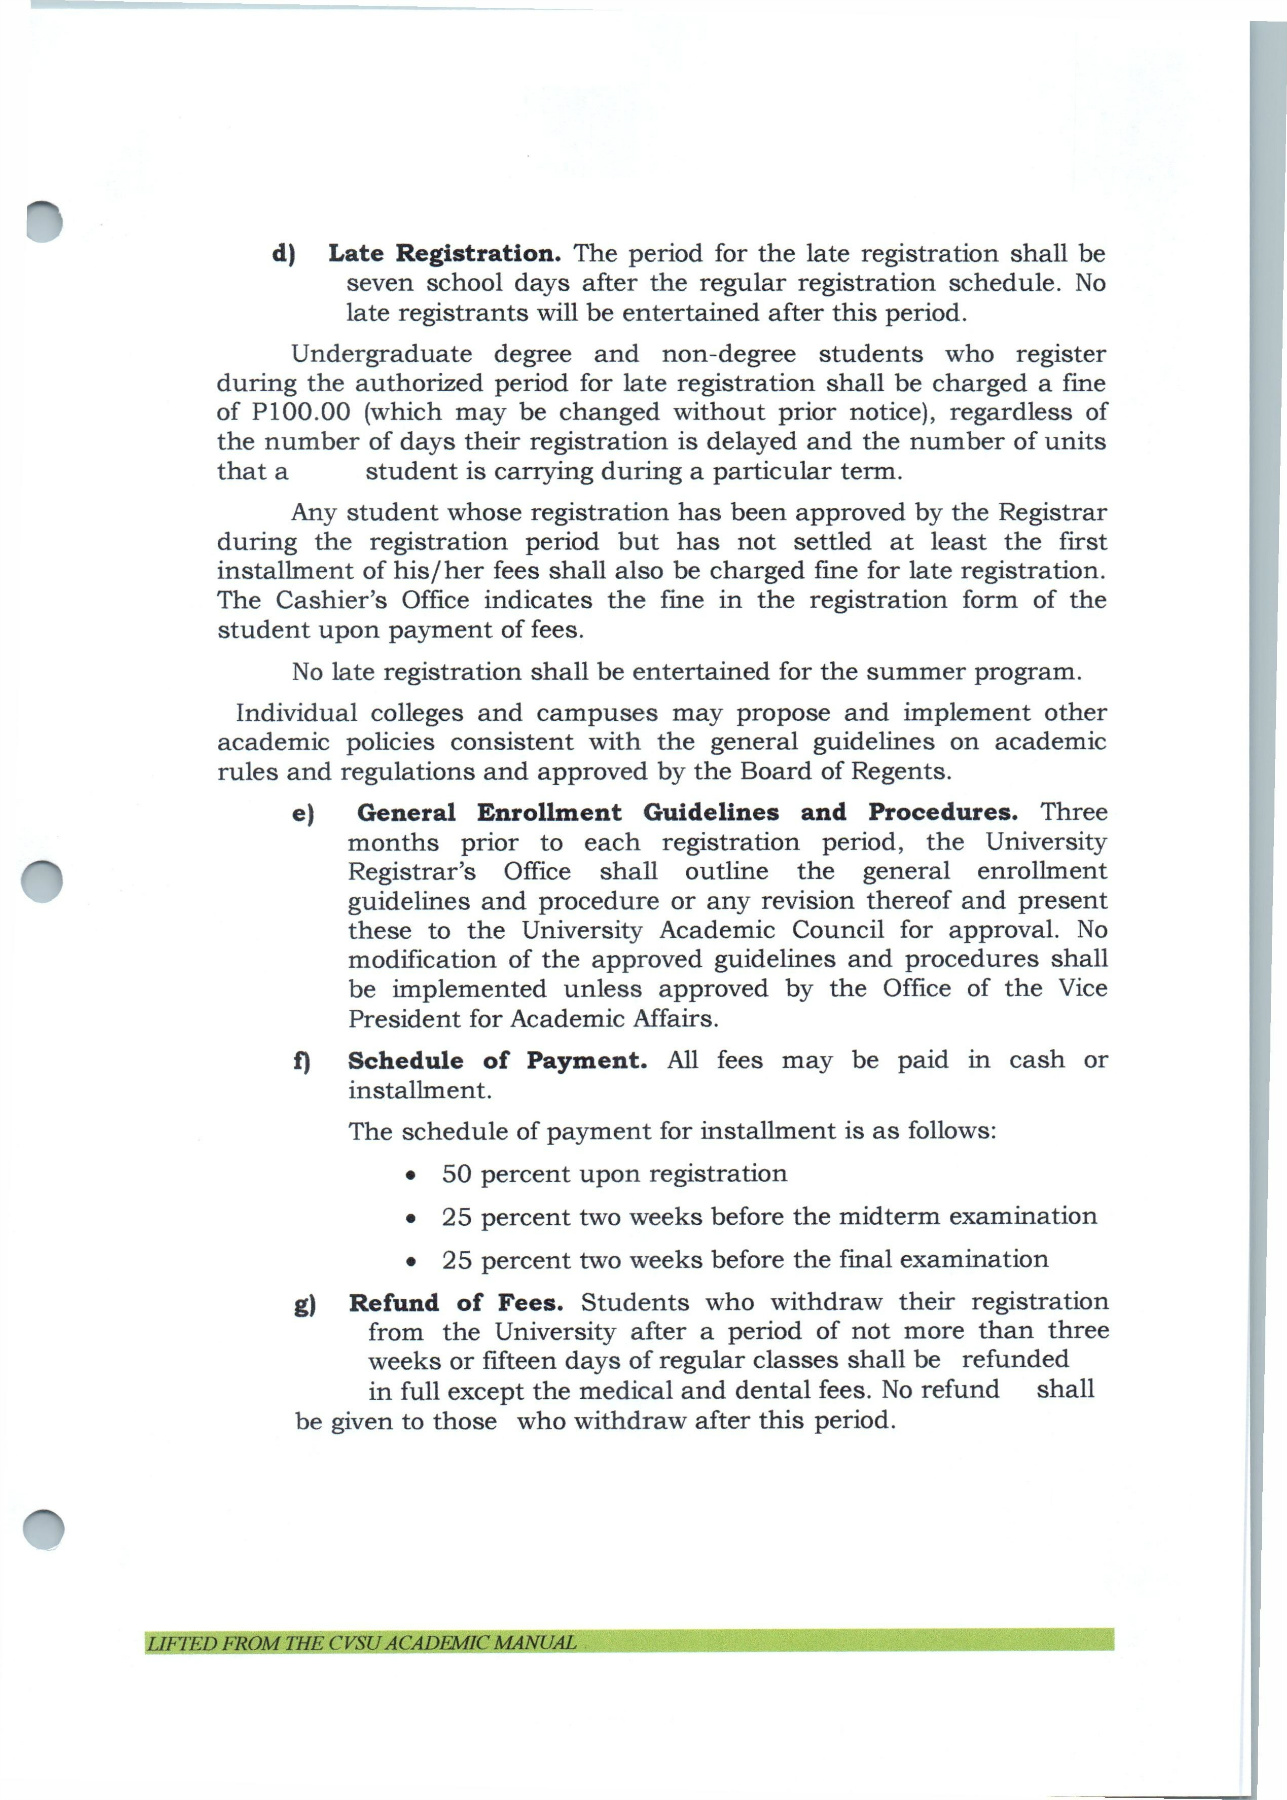 d) Late Registration. The period for the late registration shall be
seven school days after the regular registration schedule. No
late registrants will be entertained after this period.
Undergraduate degree and non-degree students who register
during the authorized period for late registration shall be charged a fine
of P100.00 (which may be changed without prior notice), regardless of
the number of days their registration is delayed and the number of units
that a student is carrying during a particular term.
Any student whose registration has been approved by the Registrar
during the registration period but has not settled at least the first
installment of his/her fees shall also be charged fine for late registration.
The Cashier's Office indicates the fine in the registration form of the
student upon payment of fees.
No late registration shall be entertained for the summer program.
Individual colleges and campuses may propose and implement other
academic policies consistent with the general guidelines on academic
rules and regulations and approved by the Board of Regents.
e) General Enrollment Guidelines and Procedures. Three
months prior to each registration period, the University
Registrar's Office shall outline the general enrollment
guidelines and procedure or any revision thereof and present
these to the University Academic Council for approval. No
modification of the approved guidelines and procedures shall
be implemented unless approved by the Office of the Vice
President for Academic Affairs.
f) Schedule of Payment. All fees may be paid in cash or
installment.
The schedule of payment for installment is as follows:
• 50 percent upon registration
• 25 percent two weeks before the midterm examination
• 25 percent two weeks before the final examination
g) Refund of Fees. Students who withdraw their registration
from the University after a period of not more than three
weeks or fifteen days of regular classes shall be refunded
in full except the medical and dental fees. No refund shall
be given to those who withdraw after this period.
LIFTED FROM THE CVSU ACADEMIC MANUAL